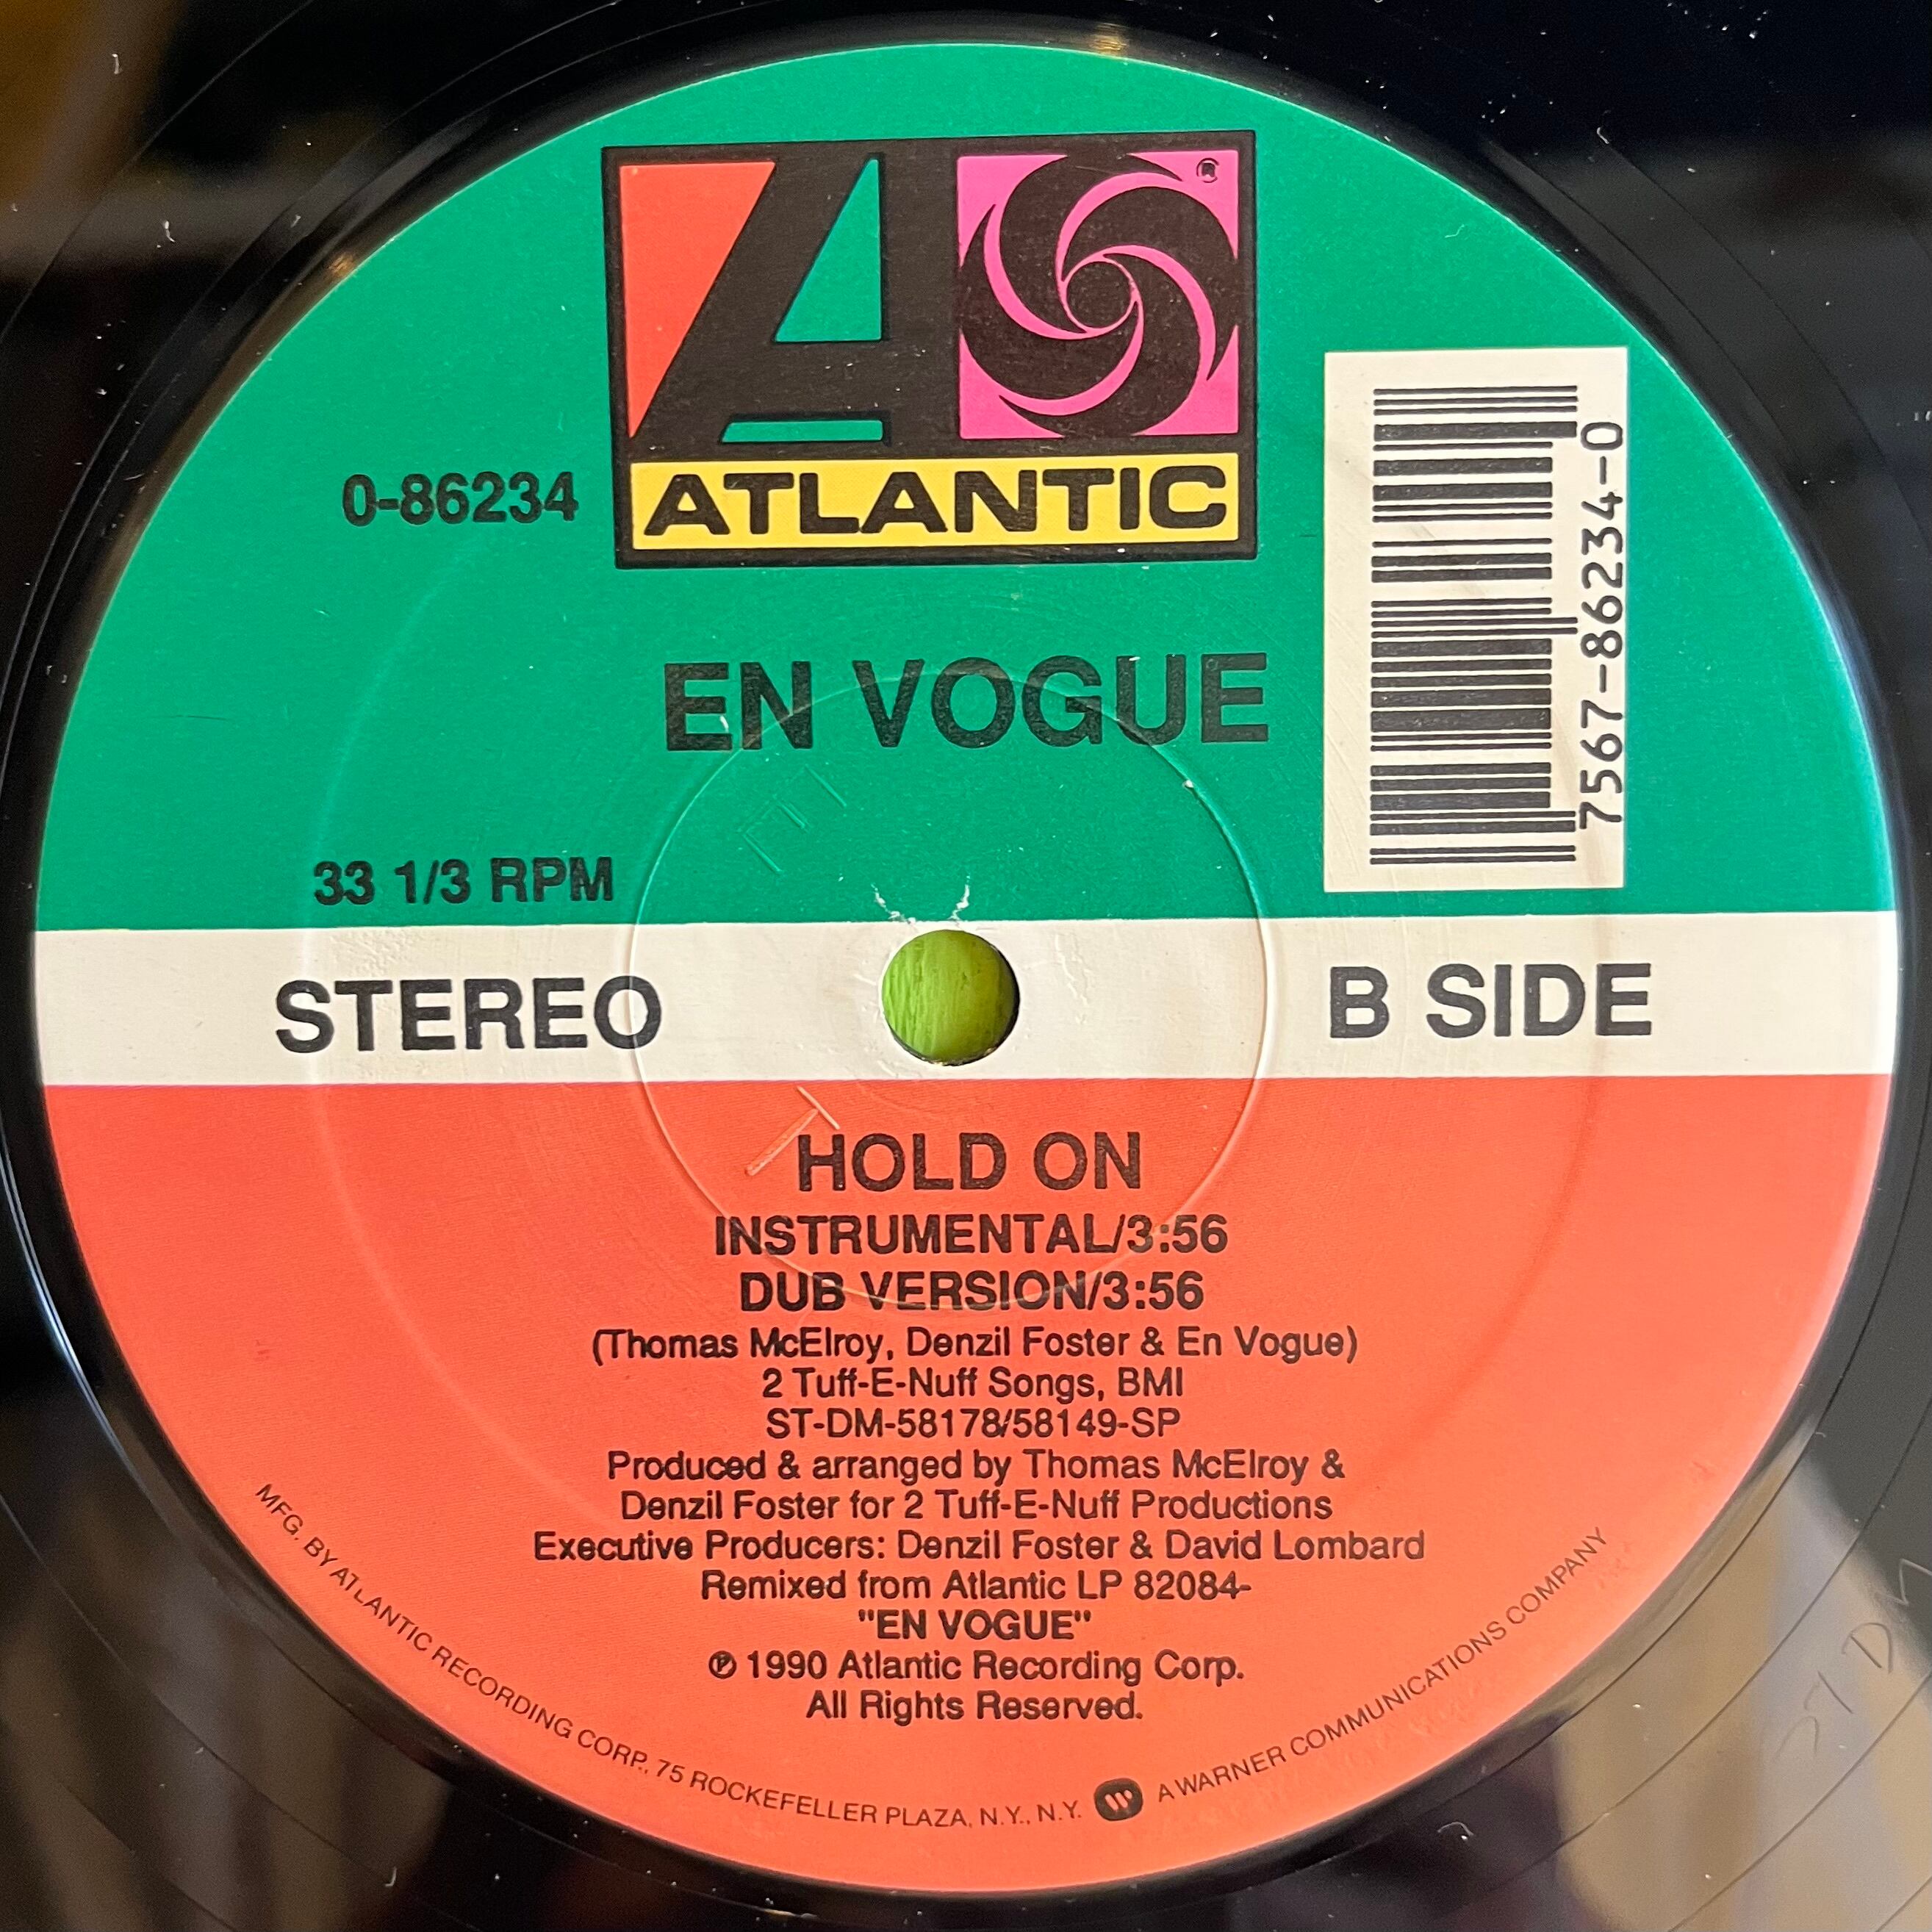 ATLANTIC
®
0-86234
7567-86234-0
EN VOGUE
33 1/3 RPM
STEREO
B SIDE
HOLD ON
INSTRUMENTAL/3:56
DUB VERSION/3:56
(Thomas McElroy, Denzil Foster & En Vogue)
2 Tuff-E-Nuff Songs, BMI
ST-DM-58178/58149-SP
Produced & arranged by Thomas McElroy &
Denzil Foster for 2 Tuff-E-Nuff Productions
Executive Producers: Denzil Foster & David Lombard
Remixed from Atlantic LP 82084-
"EN VOGUE"
℗ 1990 Atlantic Recording Corp.
All Rights Reserved.
MFG. BY ATLANTIC RECORDING CORP., 75 ROCKEFELLER PLAZA, N.Y., N.Y. A WARNER COMMUNICATIONS COMPANY